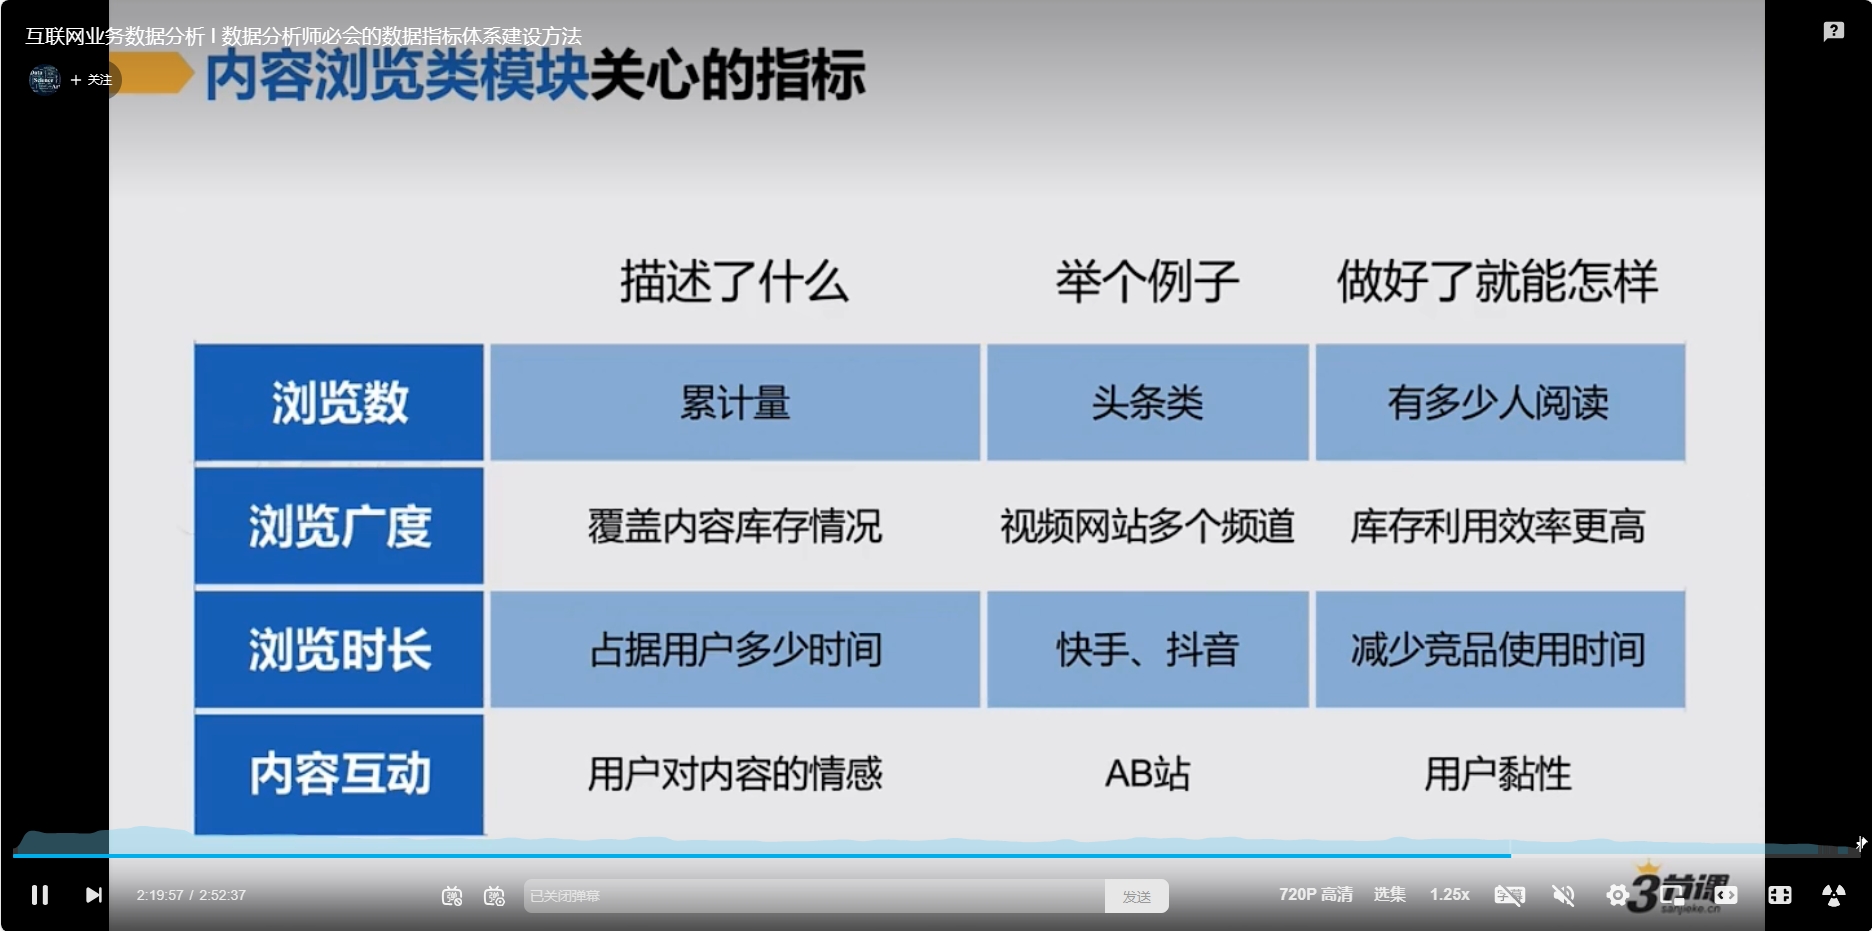 互联网业务数据分析 | 数据分析师必会的数据指标体系建设方法
+ 关注
内容浏览类模块关心的指标
描述了什么 举个例子 做好了就能怎样
浏览数 累计量 头条类 有多少人阅读
浏览广度 覆盖内容库存情况 视频网站多个频道 库存利用效率更高
浏览时长 占据用户多少时间 快手、抖音 减少竞品使用时间
内容互动 用户对内容的情感 AB站 用户黏性
2:19:57 / 2:52:37 已关闭弹幕 发送 720P 高清 选集 1.25x
3节课
sanjieke.cn